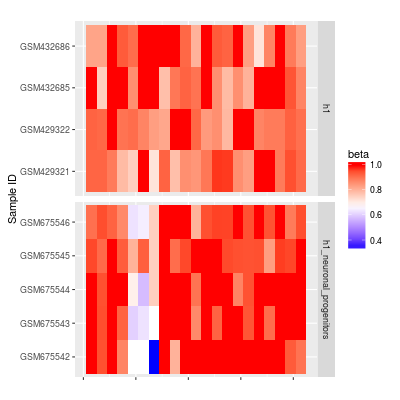 Sample ID
GSM432686
GSM432685
GSM429322
GSM429321
h1
GSM675546
GSM675545
GSM675544
GSM675543
GSM675542
h1_neuronal_progenitors
beta
1.0
0.8
0.6
0.4